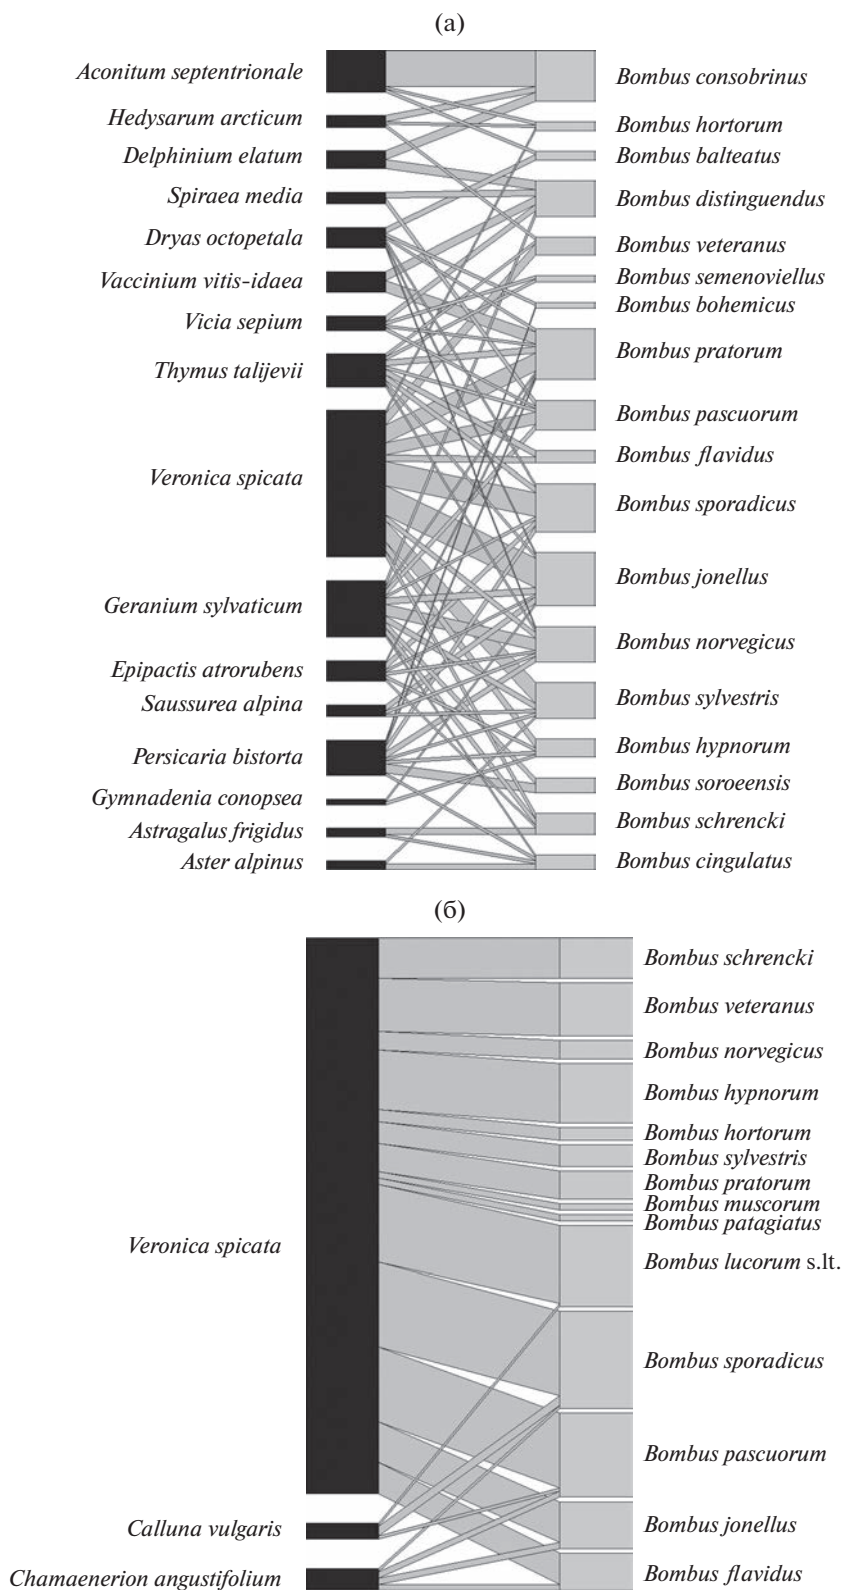 (а)
Aconitum septentrionale
Hedysarum arcticum
Delphinium elatum
Spiraea media
Dryas octopetala
Vaccinium vitis-idaea
Vicia sepium
Thymus talijevii
Veronica spicata
Geranium sylvaticum
Epipactis atrorubens
Saussurea alpina
Persicaria bistorta
Gymnadenia conopsea
Astragalus frigidus
Aster alpinus
Bombus consobrinus
Bombus hortorum
Bombus balteatus
Bombus distinguendus
Bombus veteranus
Bombus semenoviellus
Bombus bohemicus
Bombus pratorum
Bombus pascuorum
Bombus flavidus
Bombus sporadicus
Bombus jonellus
Bombus norvegicus
Bombus sylvestris
Bombus hypnorum
Bombus soroeensis
Bombus schrencki
Bombus cingulatus
(б)
Veronica spicata
Calluna vulgaris
Chamaenerion angustifolium
Bombus schrencki
Bombus veteranus
Bombus norvegicus
Bombus hypnorum
Bombus hortorum
Bombus sylvestris
Bombus pratorum
Bombus muscorum
Bombus patagiatus
Bombus lucorum s.lt.
Bombus sporadicus
Bombus pascuorum
Bombus jonellus
Bombus flavidus